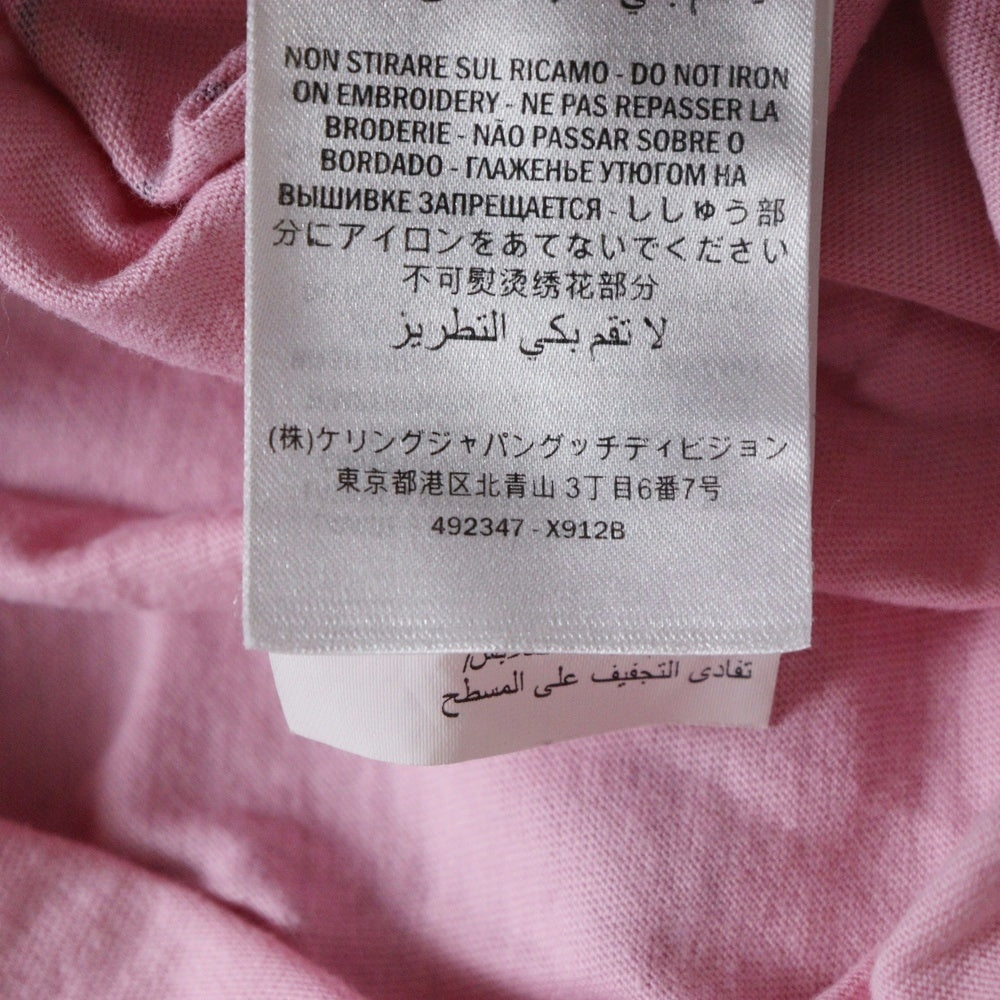 NON STIRARE SUL RICAMO - DO NOT IRON
ON EMBROIDERY - NE PAS REPASSER LA
BRODERIE - NÃO PASSAR SOBRE O
BORDADO - ГЛАЖЕНЬЕ УТЮГОМ НА
ВЫШИВКЕ ЗАПРЕЩАЕТСЯ - ししゅう部
分にアイロンをあてないでください
不可熨烫绣花部分
لا تقم بكي التطريز
(株)ケリングジャパングッチディビジョン
東京都港区北青山 3丁目6番7号
492347 - X912B
تفادى التجفيف على المسطح